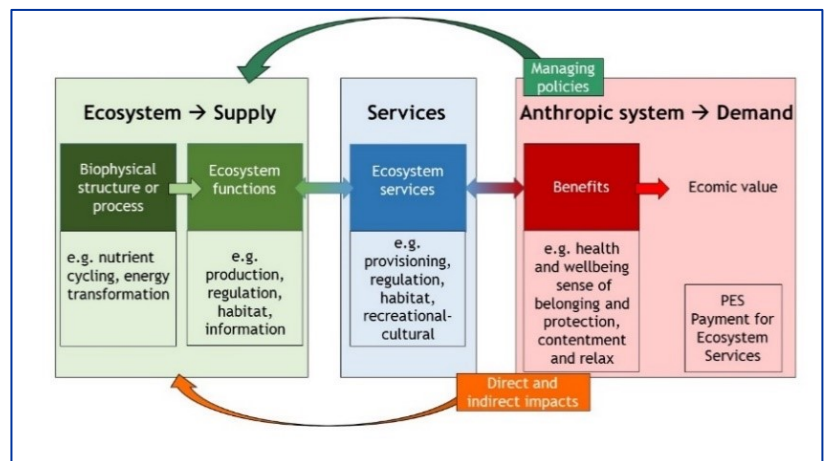 Managing
policies
Ecosystem → Supply
Services
Anthropic system → Demand
Biophysical
structure or
process
Ecosystem
functions
Ecosystem
services
Benefits
Ecomic value
e.g. nutrient
cycling, energy
transformation
e.g.
production,
regulation,
habitat,
information
e.g.
provisioning,
regulation,
habitat,
recreational-
cultural
e.g. health
and wellbeing
sense of
belonging and
protection,
contentment
and relax
PES
Payment for
Ecosystem
Services
Direct and
indirect impacts